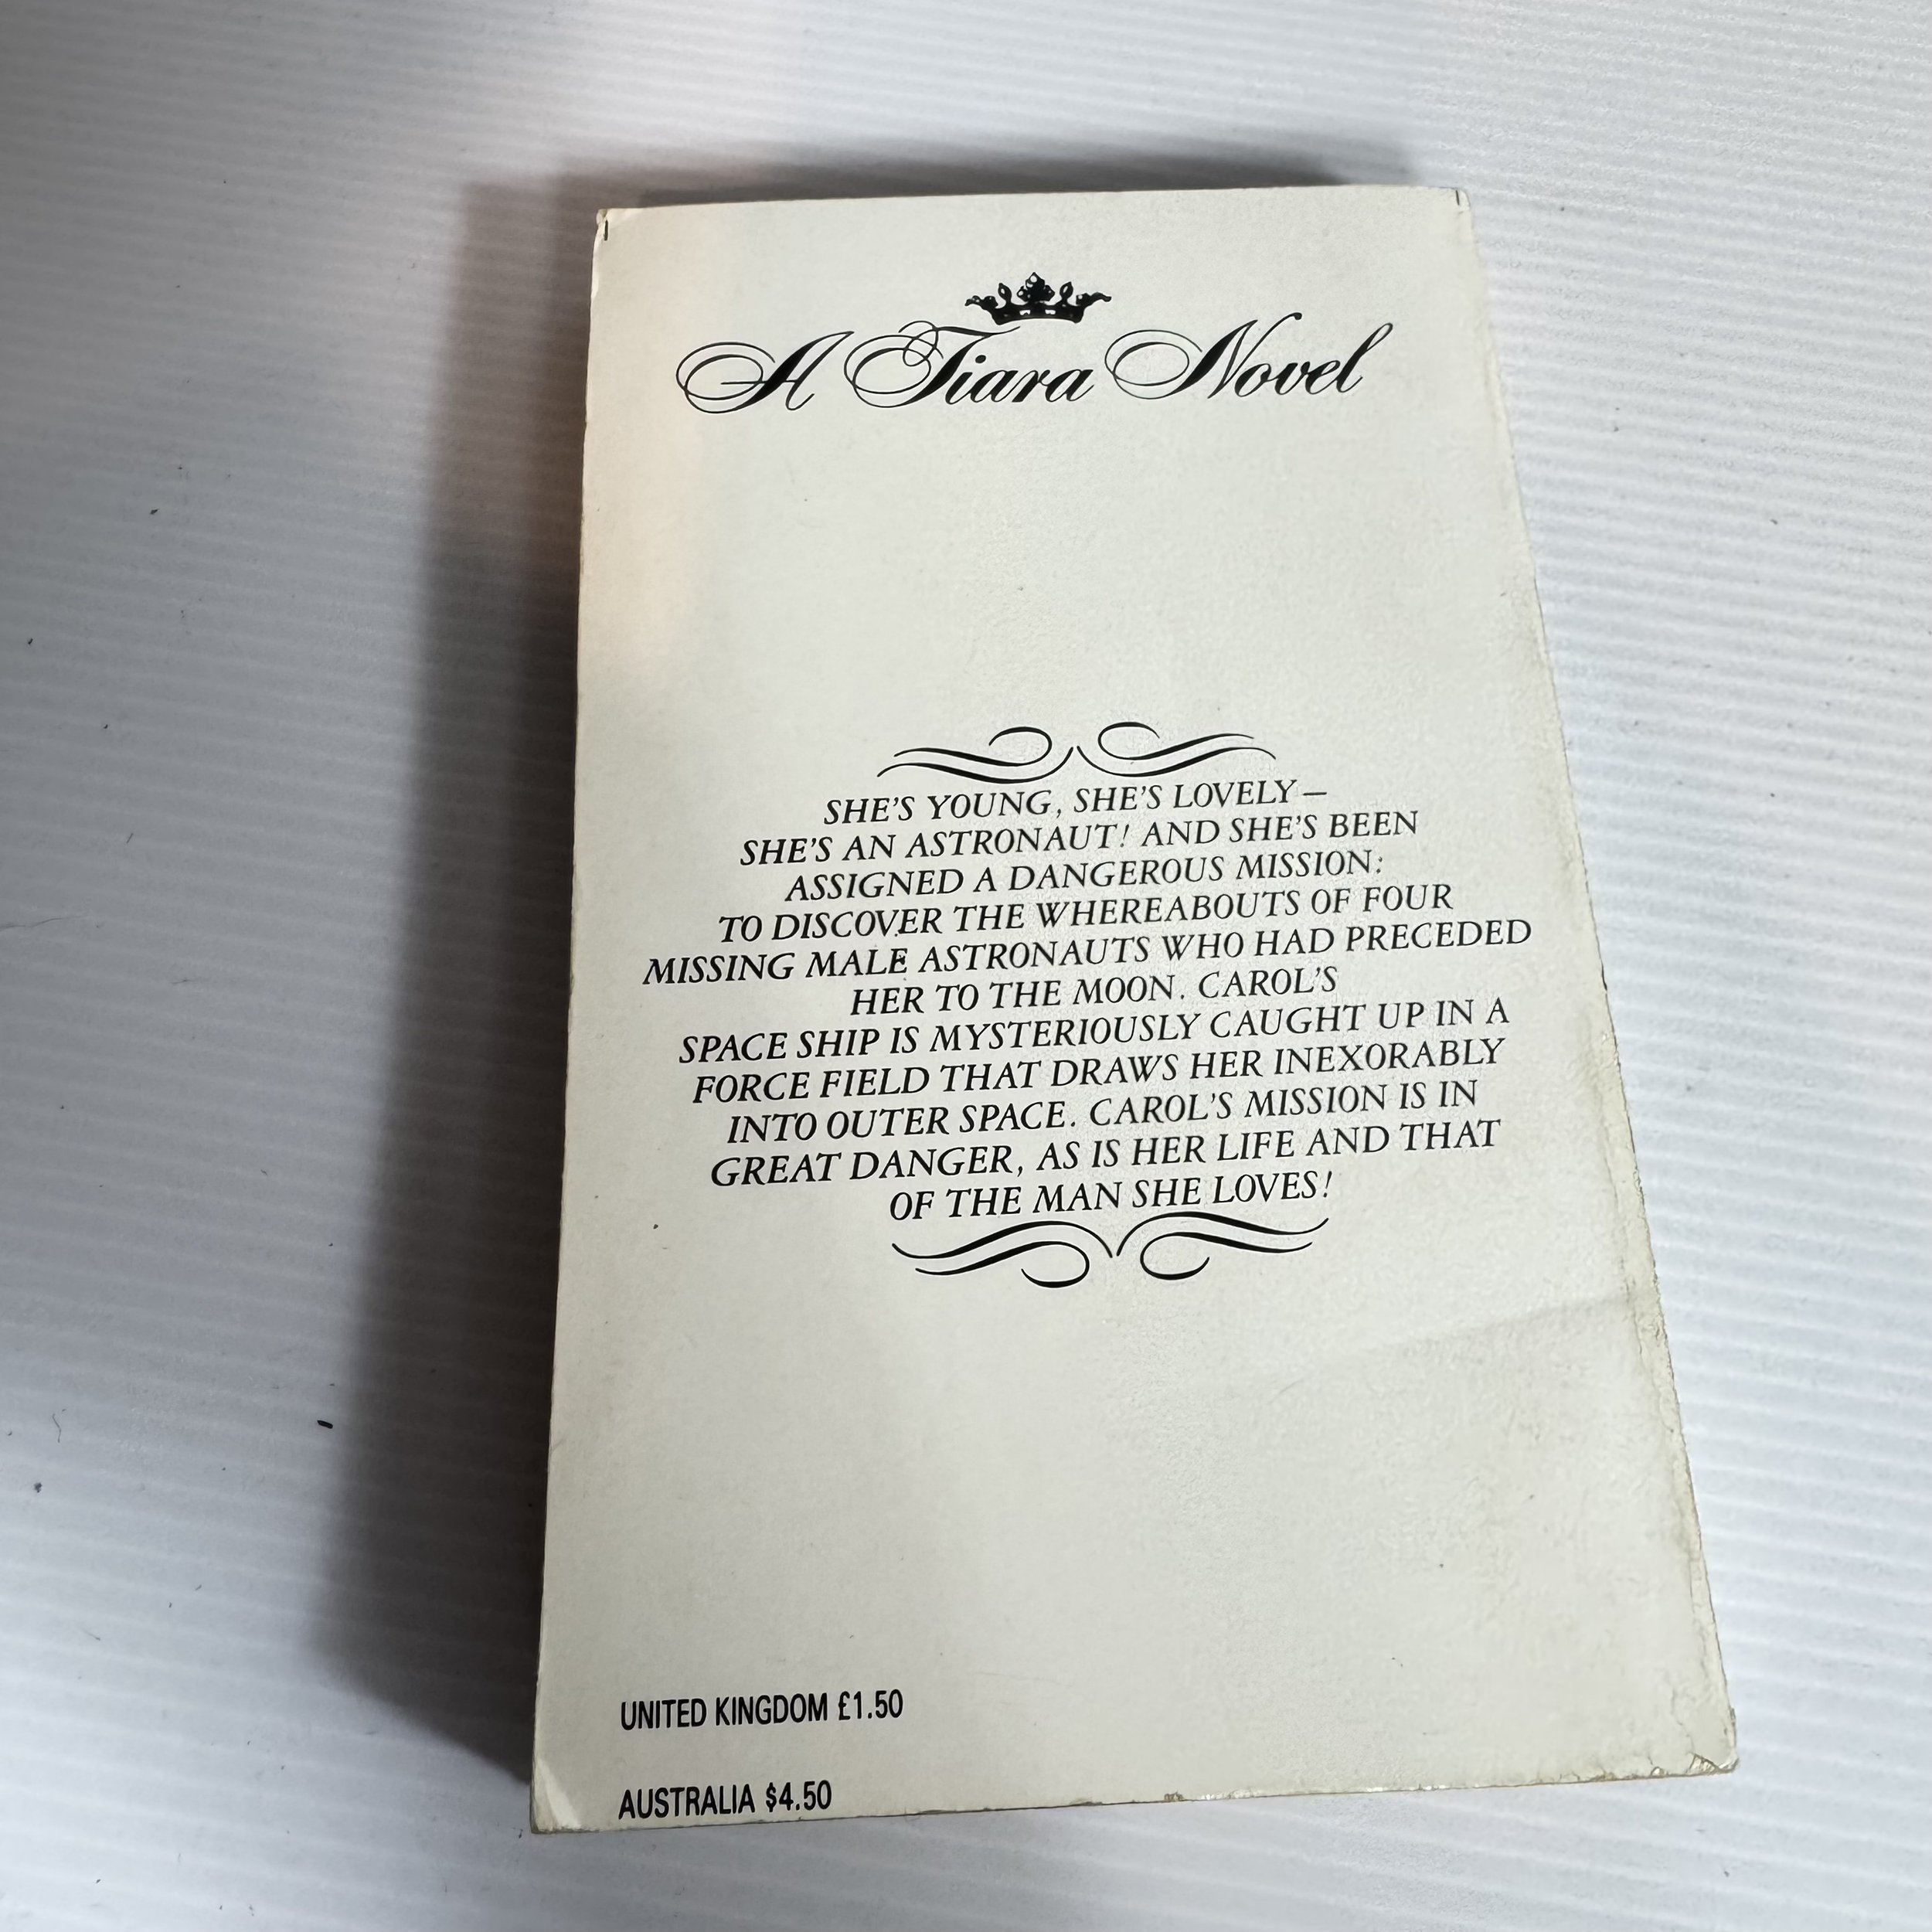 A Tiara Novel
SHE'S YOUNG, SHE'S LOVELY—
SHE'S AN ASTRONAUT! AND SHE'S BEEN
ASSIGNED A DANGEROUS MISSION:
TO DISCOVER THE WHEREABOUTS OF FOUR
MISSING MALE ASTRONAUTS WHO HAD PRECEDED
HER TO THE MOON. CAROL'S
SPACE SHIP IS MYSTERIOUSLY CAUGHT UP IN A
FORCE FIELD THAT DRAWS HER INEXORABLY
INTO OUTER SPACE. CAROL'S MISSION IS IN
GREAT DANGER, AS IS HER LIFE AND THAT
OF THE MAN SHE LOVES!
UNITED KINGDOM £1.50
AUSTRALIA $4.50